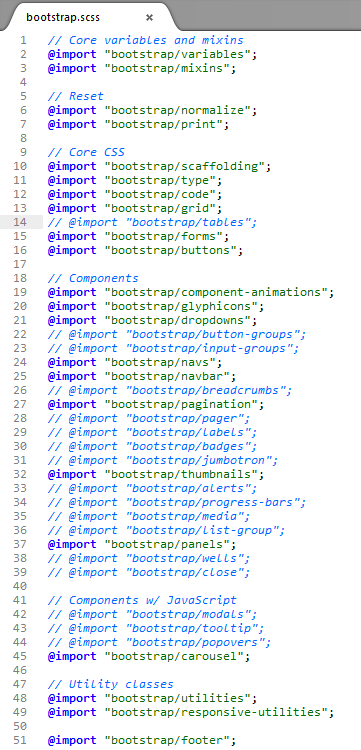 bootstrap.scss ×
1 // Core variables and mixins
2 @import "bootstrap/variables";
3 @import "bootstrap/mixins";
4
5 // Reset
6 @import "bootstrap/normalize";
7 @import "bootstrap/print";
8
9 // Core CSS
10 @import "bootstrap/scaffolding";
11 @import "bootstrap/type";
12 @import "bootstrap/code";
13 @import "bootstrap/grid";
14 // @import "bootstrap/tables";
15 @import "bootstrap/forms";
16 @import "bootstrap/buttons";
17
18 // Components
19 @import "bootstrap/component-animations";
20 @import "bootstrap/glyphicons";
21 @import "bootstrap/dropdowns";
22 // @import "bootstrap/button-groups";
23 // @import "bootstrap/input-groups";
24 @import "bootstrap/navs";
25 @import "bootstrap/navbar";
26 // @import "bootstrap/breadcrumbs";
27 @import "bootstrap/pagination";
28 // @import "bootstrap/pager";
29 // @import "bootstrap/labels";
30 // @import "bootstrap/badges";
31 // @import "bootstrap/jumbotron";
32 @import "bootstrap/thumbnails";
33 // @import "bootstrap/alerts";
34 // @import "bootstrap/progress-bars";
35 // @import "bootstrap/media";
36 // @import "bootstrap/list-group";
37 @import "bootstrap/panels";
38 // @import "bootstrap/wells";
39 // @import "bootstrap/close";
40
41 // Components w/ JavaScript
42 // @import "bootstrap/modals";
43 // @import "bootstrap/tooltip";
44 // @import "bootstrap/popovers";
45 @import "bootstrap/carousel";
46
47 // Utility classes
48 @import "bootstrap/utilities";
49 @import "bootstrap/responsive-utilities";
50
51 @import "bootstrap/footer";